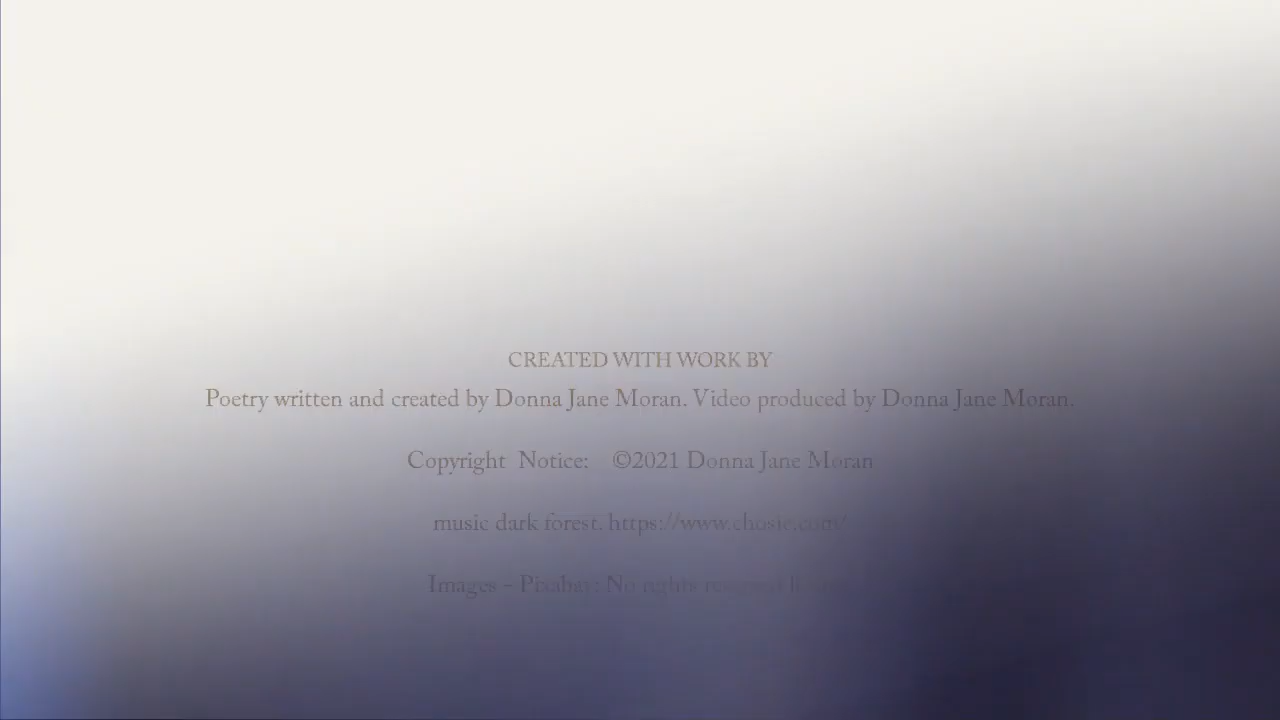 CREATED WITH WORK BY
Poetry written and created by Donna Jane Moran. Video produced by Donna Jane Moran.
Copyright Notice: ©2021 Donna Jane Moran
music dark forest. https://www.chosic.com/
Images - Pixabay: No rights reserved